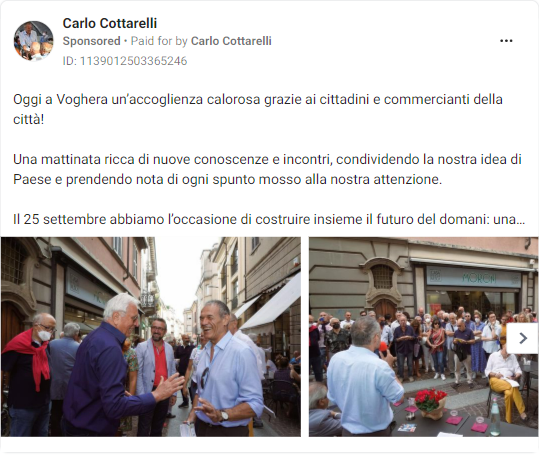 Carlo Cottarelli
Sponsored • Paid for by Carlo Cottarelli
ID: 1139012503365246
Oggi a Voghera un'accoglienza calorosa grazie ai cittadini e commercianti della
città!
Una mattinata ricca di nuove conoscenze e incontri, condividendo la nostra idea di
Paese e prendendo nota di ogni spunto mosso alla nostra attenzione.
Il 25 settembre abbiamo l'occasione di costruire insieme il futuro del domani: una...